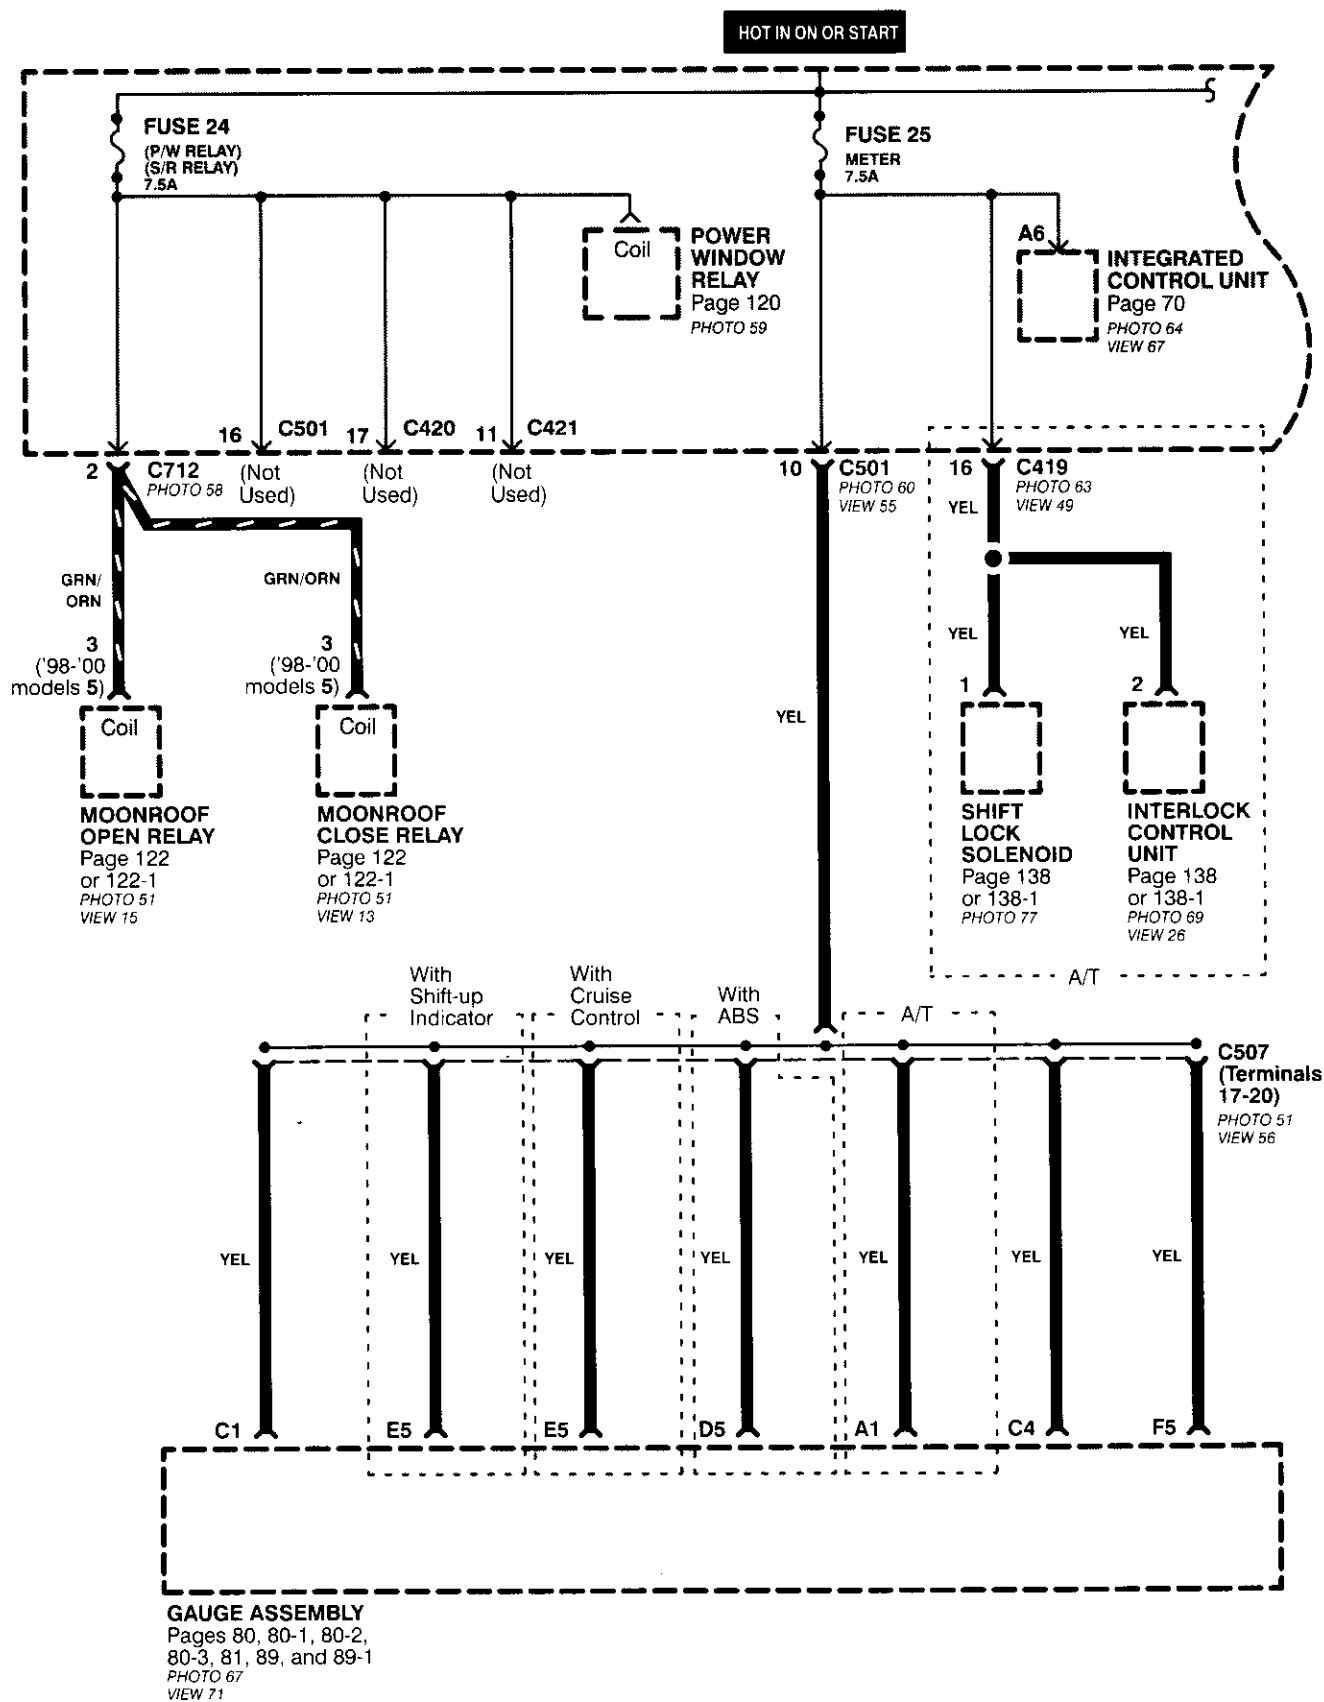 HOT IN ON OR START
FUSE 24
(P/W RELAY)
(S/R RELAY)
7.5A
FUSE 25
METER
7.5A
Coil
POWER
WINDOW
RELAY
Page 120
PHOTO 59
A6
INTEGRATED
CONTROL UNIT
Page 70
PHOTO 64
VIEW 67
2
C712
PHOTO 58
16
C501
(Not
Used)
17
C420
(Not
Used)
11
C421
(Not
Used)
10
C501
PHOTO 60
VIEW 55
16
C419
PHOTO 63
VIEW 49
YEL
GRN/
ORN
GRN/ORN
3
('98-'00
models 5)
3
('98-'00
models 5)
YEL
YEL
YEL
1
2
Coil
MOONROOF
OPEN RELAY
Page 122
or 122-1
PHOTO 51
VIEW 15
Coil
MOONROOF
CLOSE RELAY
Page 122
or 122-1
PHOTO 51
VIEW 13
SHIFT
LOCK
SOLENOID
Page 138
or 138-1
PHOTO 77
INTERLOCK
CONTROL
UNIT
Page 138
or 138-1
PHOTO 69
VIEW 26
A/T
With
Shift-up
Indicator
With
Cruise
Control
With
ABS
A/T
C507
(Terminals
17-20)
PHOTO 51
VIEW 56
YEL
YEL
YEL
YEL
YEL
YEL
YEL
C1
E5
E5
D5
A1
C4
F5
GAUGE ASSEMBLY
Pages 80, 80-1, 80-2,
80-3, 81, 89, and 89-1
PHOTO 67
VIEW 71